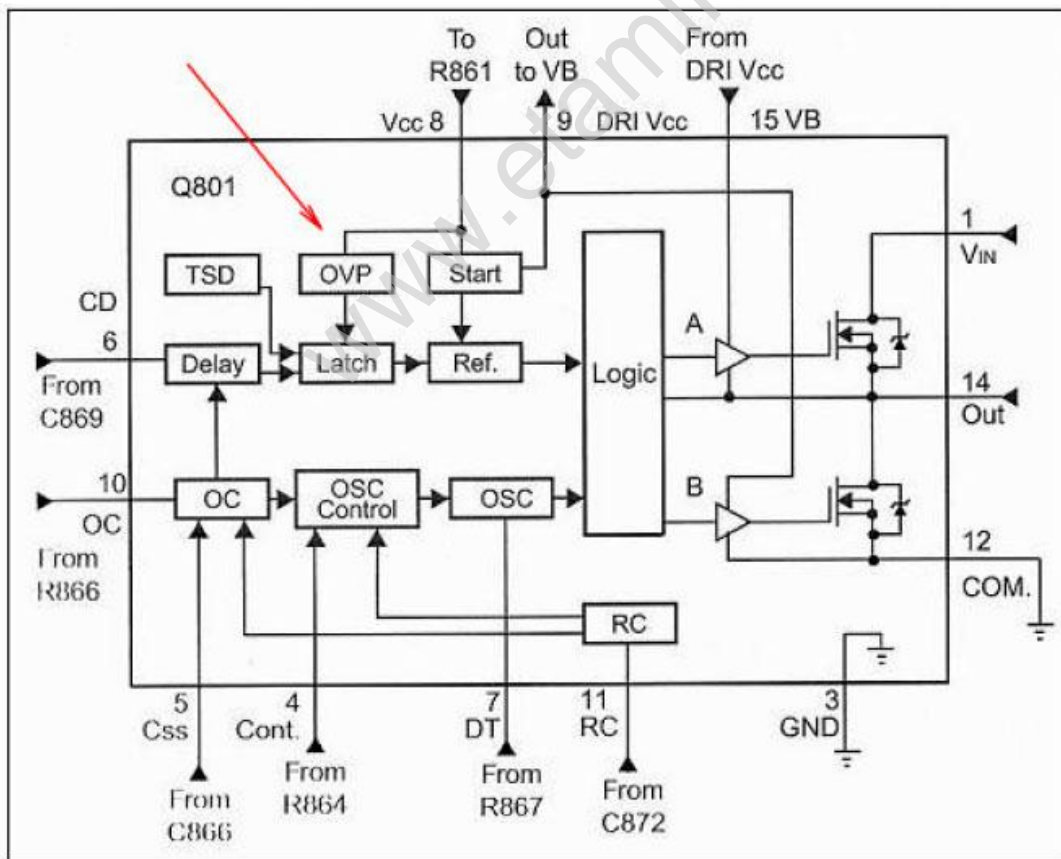 To
R861
Out
to VB
From
DRI Vcc
Vcc 8
9 DRI Vcc
15 VB
Q801
1
VIN
TSD
OVP
Start
CD
6
From
C869
Delay
Latch
Ref.
Logic
A
14
Out
10
OC
From
R866
OC
OSC
Control
OSC
B
12
COM.
RC
5
Css
4
Cont.
7
DT
11
RC
3
GND
From
C866
From
R864
From
R867
From
C872